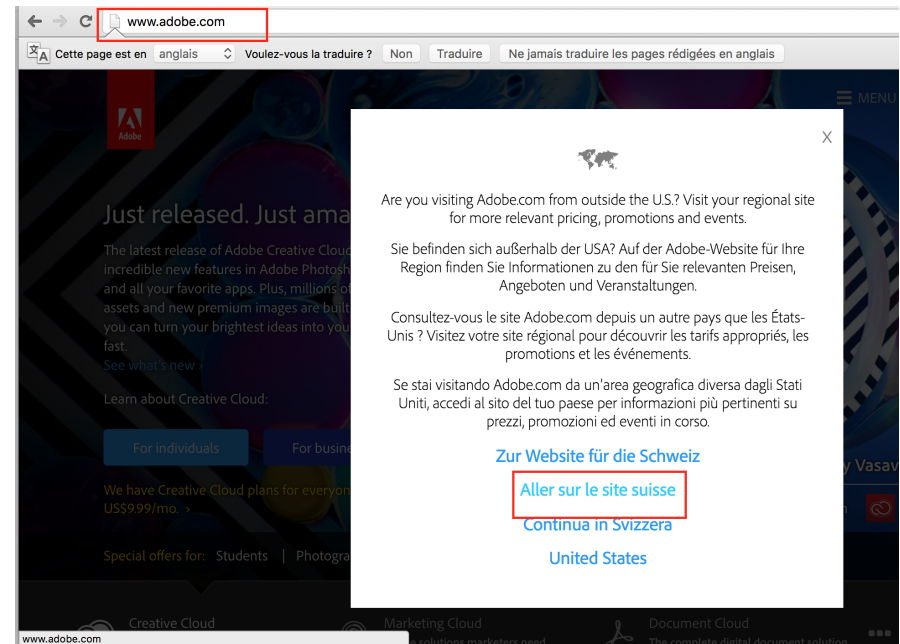 www.adobe.com
Cette page est en anglais Voulez-vous la traduire ? Non Traduire Ne jamais traduire les pages rédigées en anglais
Adobe
MENU
X
Just released. Just ama
The latest release of Adobe Creative Cloud
incredible new features in Adobe Photosh
and all your favorite apps. Plus, millions of
assets and new premium images are built
you can turn your brightest ideas into you
fast.
See what's new ›
Learn about Creative Cloud:
For individuals For busine
We have Creative Cloud plans for everyon
US$9.99/mo. ›
Special offers for: Students | Photogra
Are you visiting Adobe.com from outside the U.S.? Visit your regional site
for more relevant pricing, promotions and events.
Sie befinden sich außerhalb der USA? Auf der Adobe-Website für Ihre
Region finden Sie Informationen zu den für Sie relevanten Preisen,
Angeboten und Veranstaltungen.
Consultez-vous le site Adobe.com depuis un autre pays que les États-
Unis ? Visitez votre site régional pour découvrir les tarifs appropriés, les
promotions et les événements.
Se stai visitando Adobe.com da un'area geografica diversa dagli Stati
Uniti, accedi al sito del tuo paese per informazioni più pertinenti su
prezzi, promozioni ed eventi in corso.
Zur Website für die Schweiz
Aller sur le site suisse
Continua in Svizzera
United States
y Vasav
Creative Cloud Marketing Cloud Document Cloud
www.adobe.com
solutions marketers need The complete digital document solution